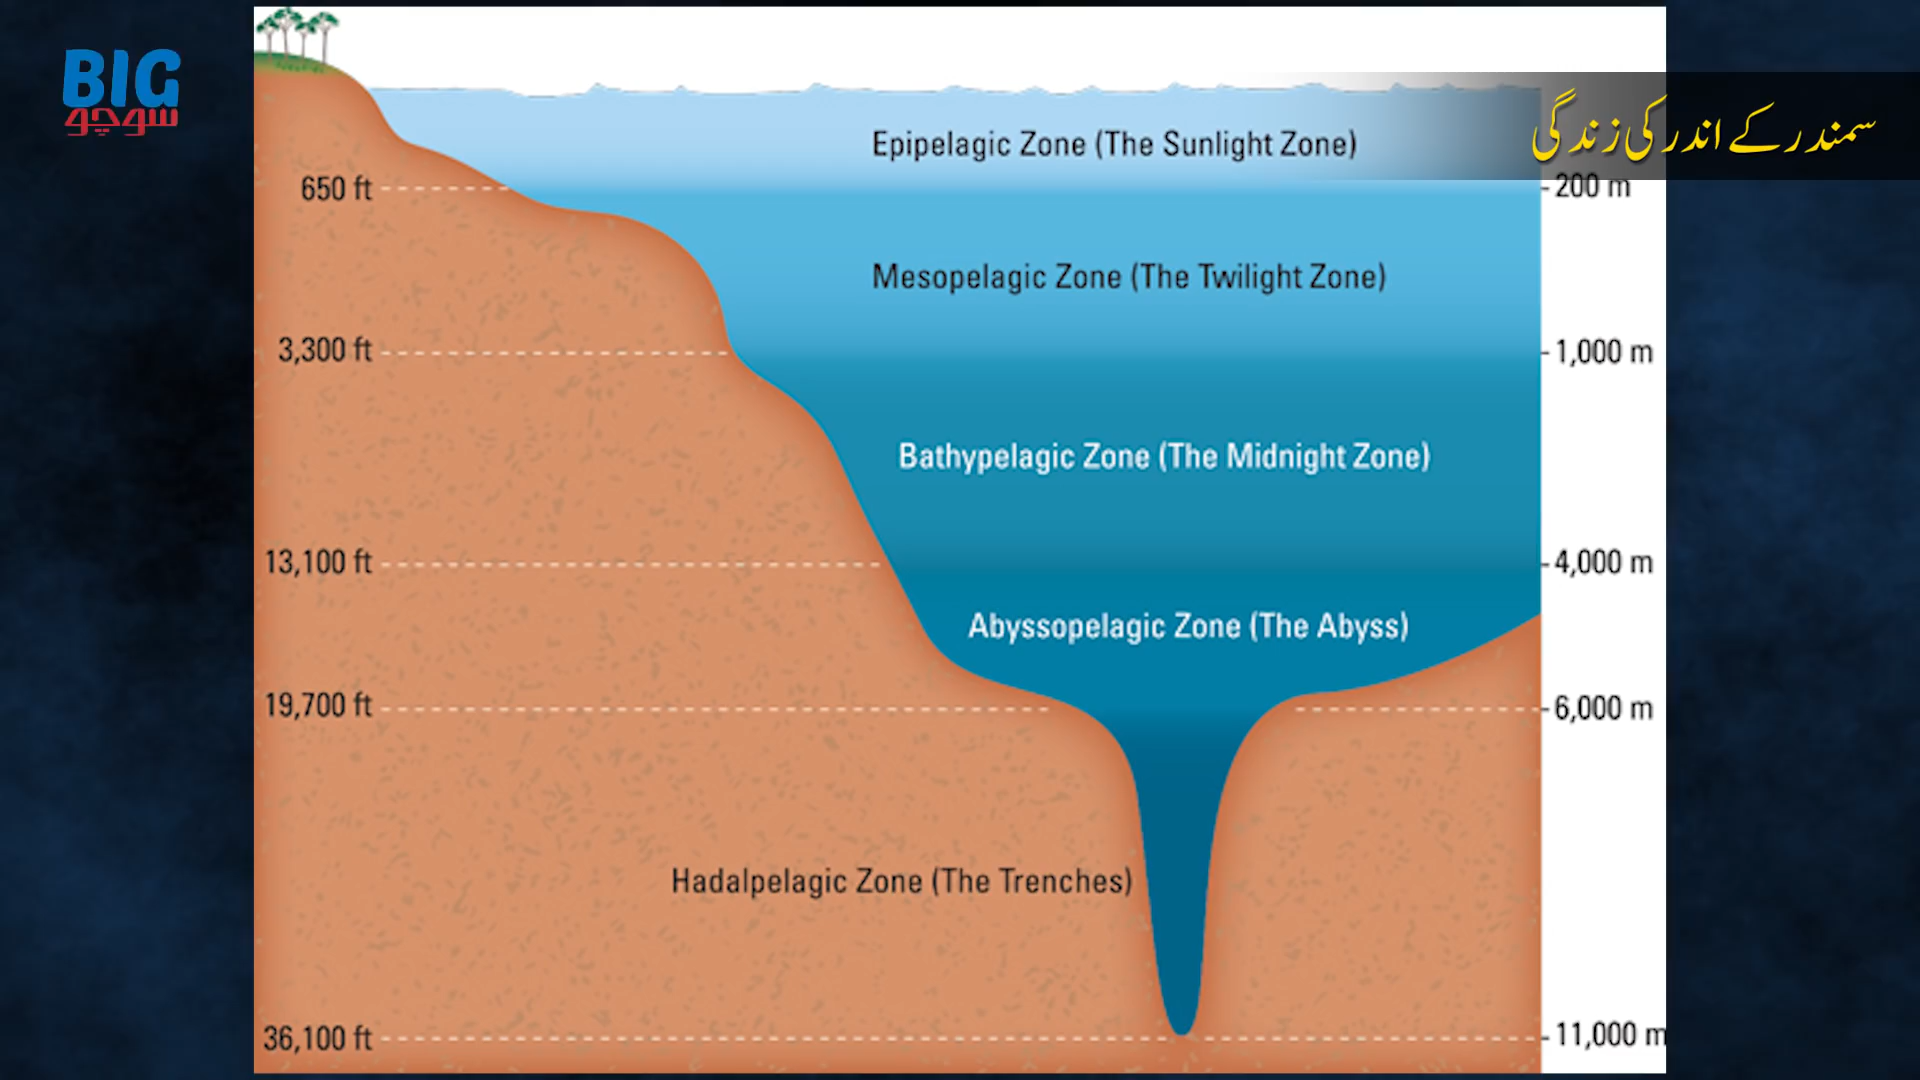 BIG
سوچو
سمندر کے اندر کی زندگی
Epipelagic Zone (The Sunlight Zone)
650 ft
200 m
Mesopelagic Zone (The Twilight Zone)
3,300 ft
1,000 m
Bathypelagic Zone (The Midnight Zone)
13,100 ft
4,000 m
Abyssopelagic Zone (The Abyss)
19,700 ft
6,000 m
Hadalpelagic Zone (The Trenches)
36,100 ft
11,000 m